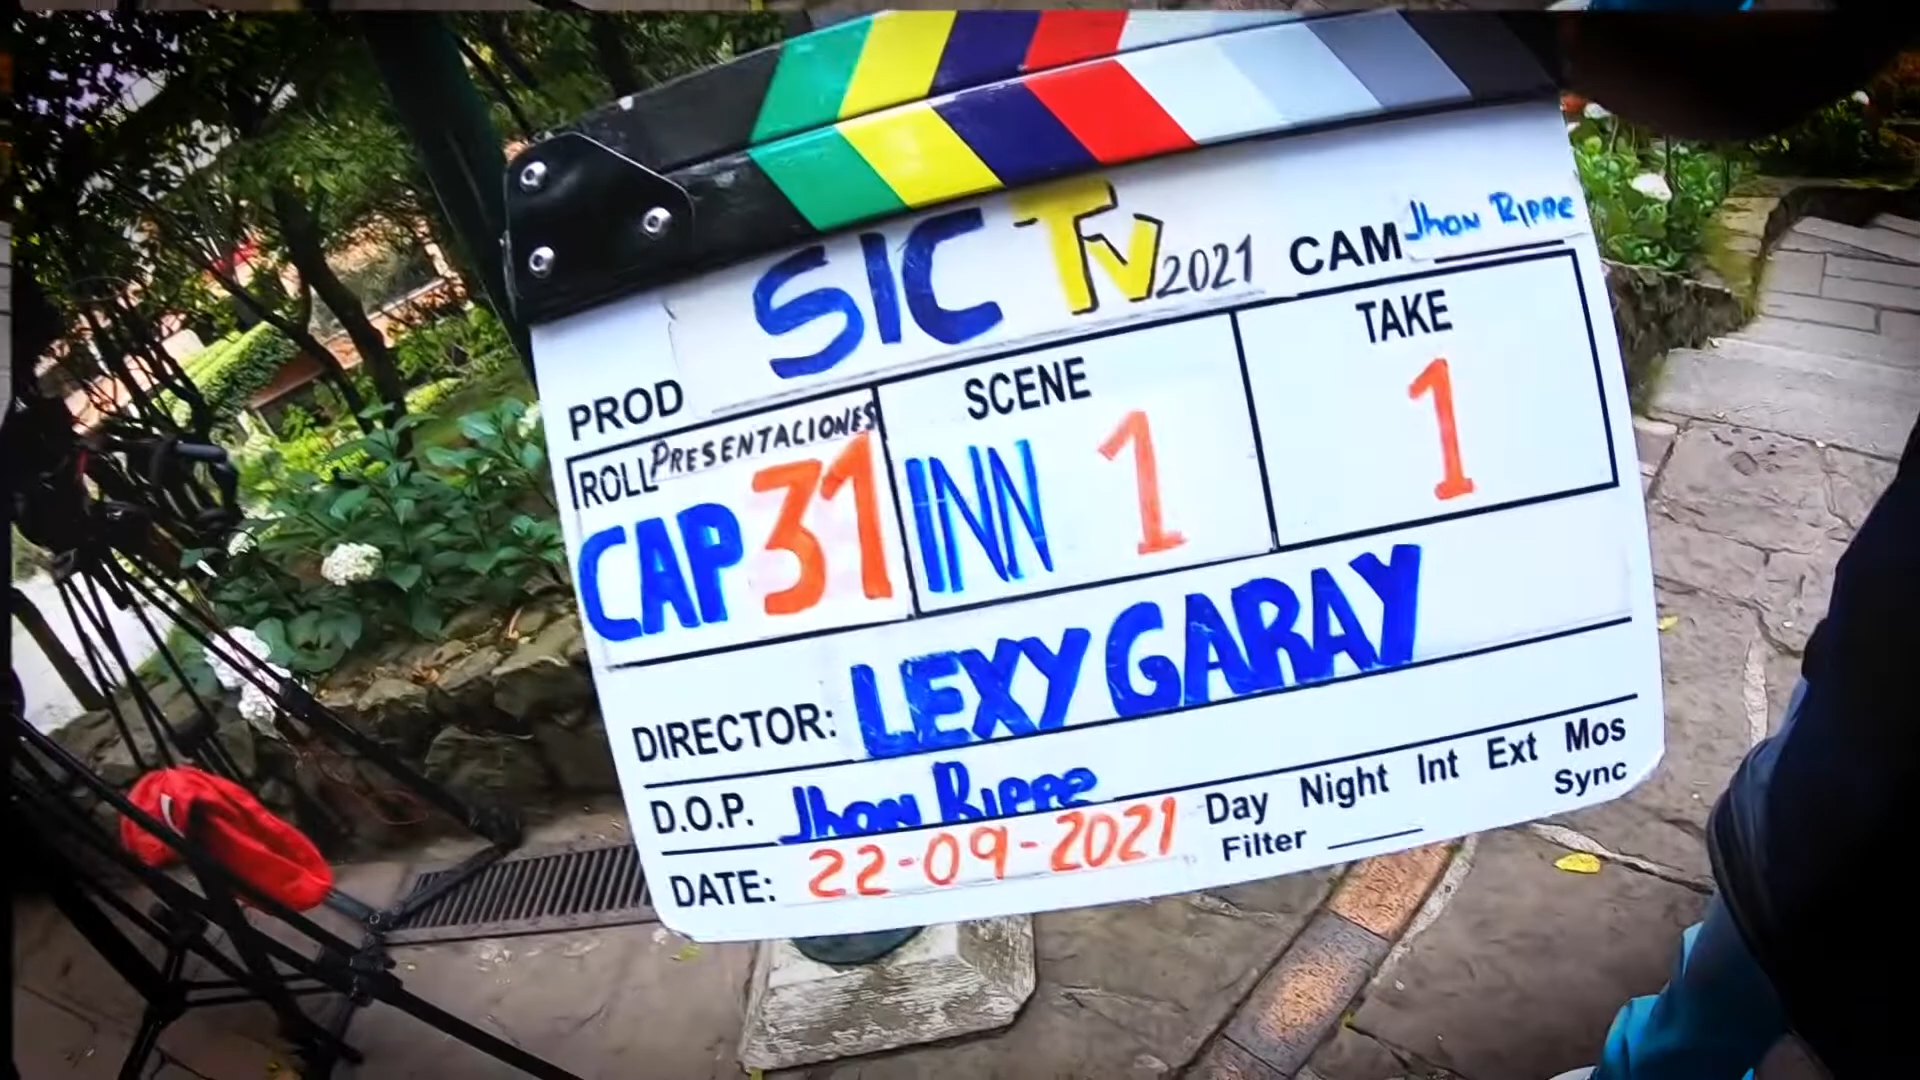 PROD SIC TV 2021 CAM Jhon Rippe
ROLL PRESENTACIONES
CAP 31
SCENE
INN 1
TAKE
1
DIRECTOR: LEXY GARAY
D.O.P. Jhon Rippe
DATE: 22-09-2021
Day Night Int Ext Mos
Filter Sync